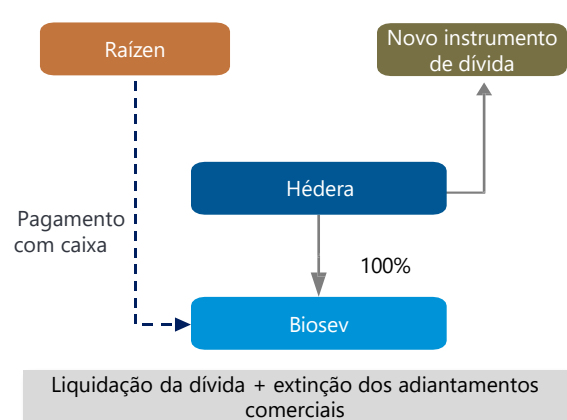 Raízen
Novo instrumento
de dívida
Hédera
Pagamento
com caixa
100%
Biosev
Liquidação da dívida + extinção dos adiantamentos
comerciais